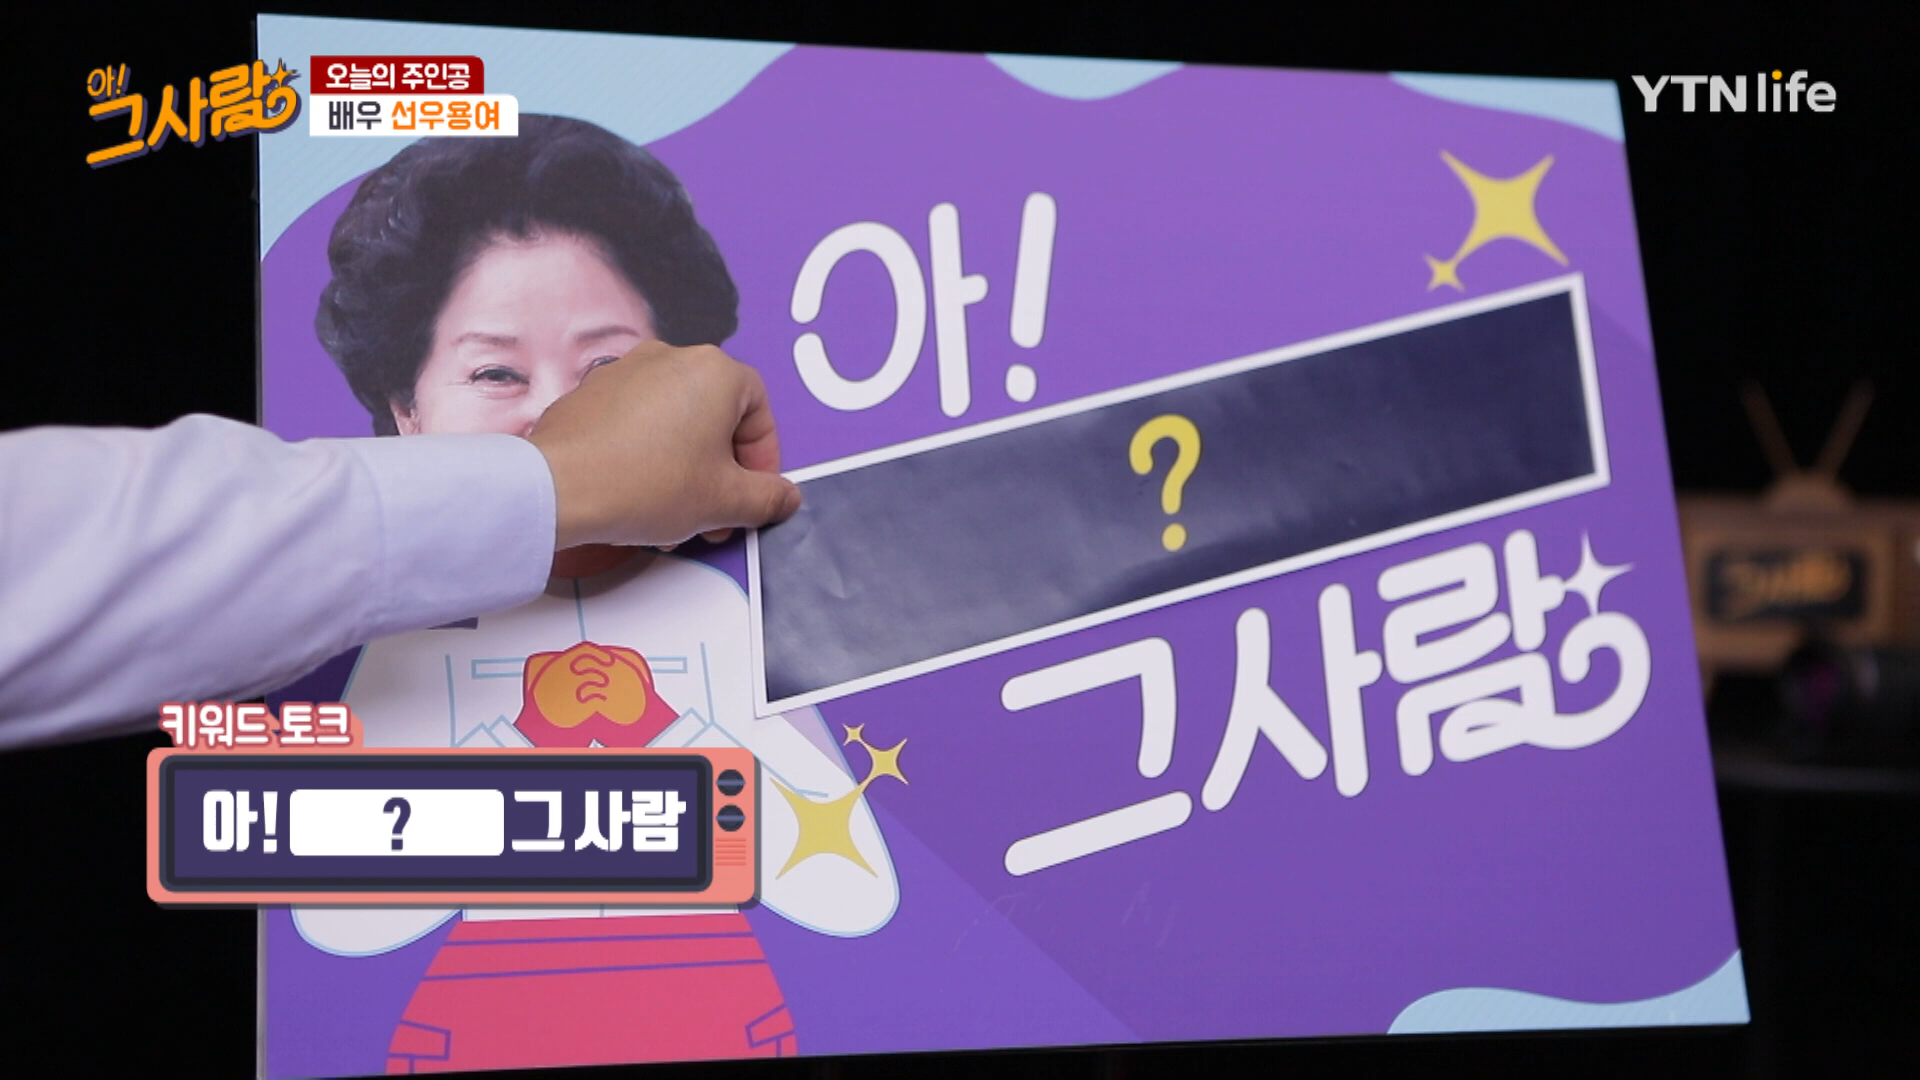 아! 그사람
오늘의 주인공
배우 선우용여
YTN life
아!
?
그사람
키워드 토크
아! ? 그 사람